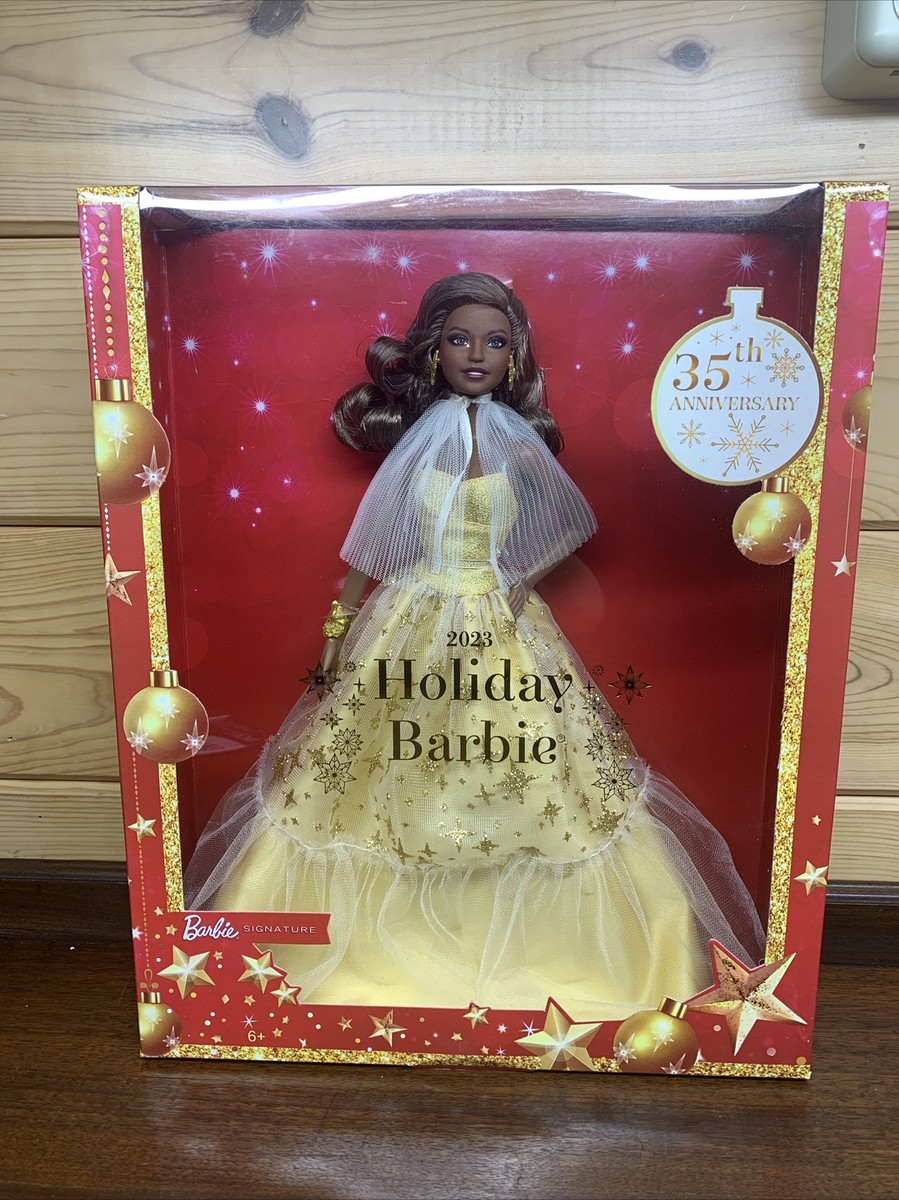 35th
ANNIVERSARY
2023
Holiday
Barbie®
Barbie SIGNATURE
6+